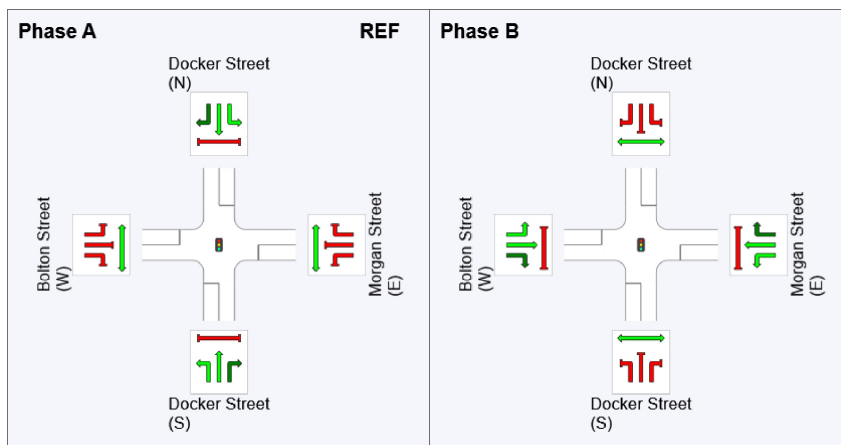 Phase A
REF
Docker Street
(N)
Bolton Street
(W)
Morgan Street
(E)
Docker Street
(S)
Phase B
Docker Street
(N)
Bolton Street
(W)
Morgan Street
(E)
Docker Street
(S)